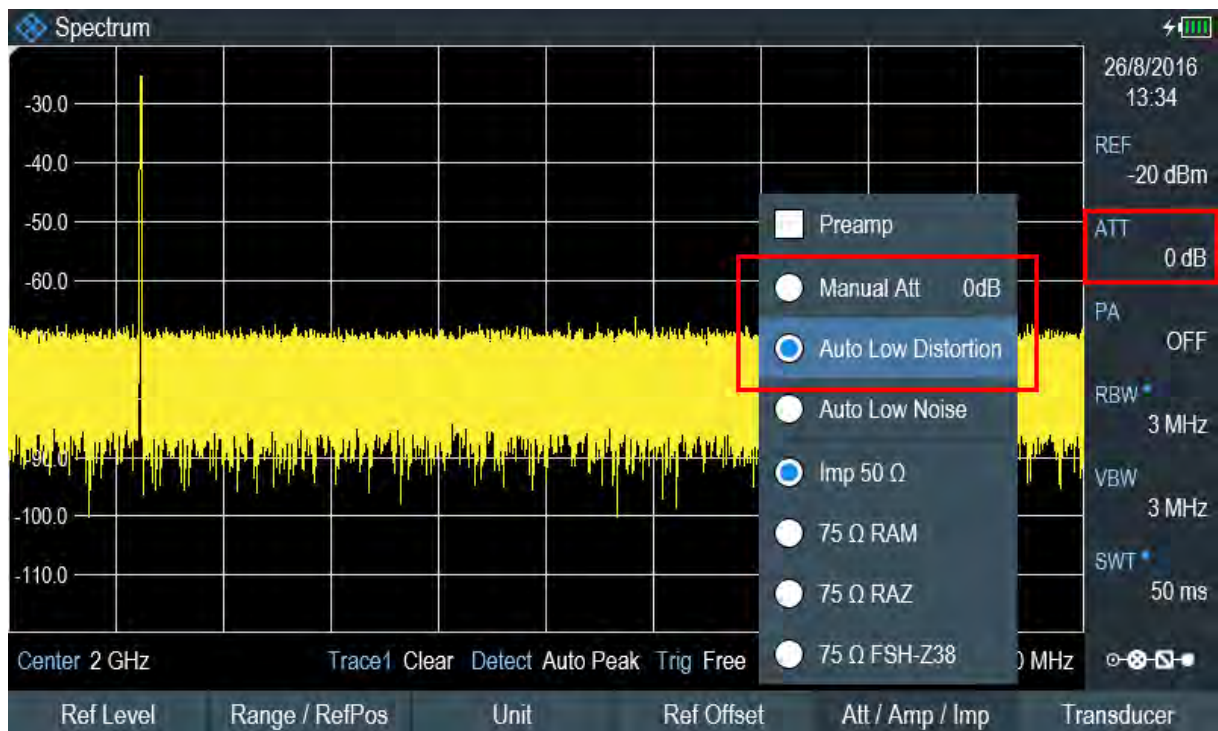 Spectrum
26/8/2016
13:34
-30.0
REF
-20 dBm
-40.0
-50.0
Preamp
ATT
0 dB
-60.0
Manual Att 0dB
PA
OFF
Auto Low Distortion
RBW
3 MHz
Auto Low Noise
Imp 50 Ω
VBW
3 MHz
-100.0
75 Ω RAM
SWT
50 ms
-110.0
75 Ω RAZ
Center 2 GHz Trace1 Clear Detect Auto Peak Trig Free 75 Ω FSH-Z38 MHz
Ref Level Range / RefPos Unit Ref Offset Att / Amp / Imp Transducer